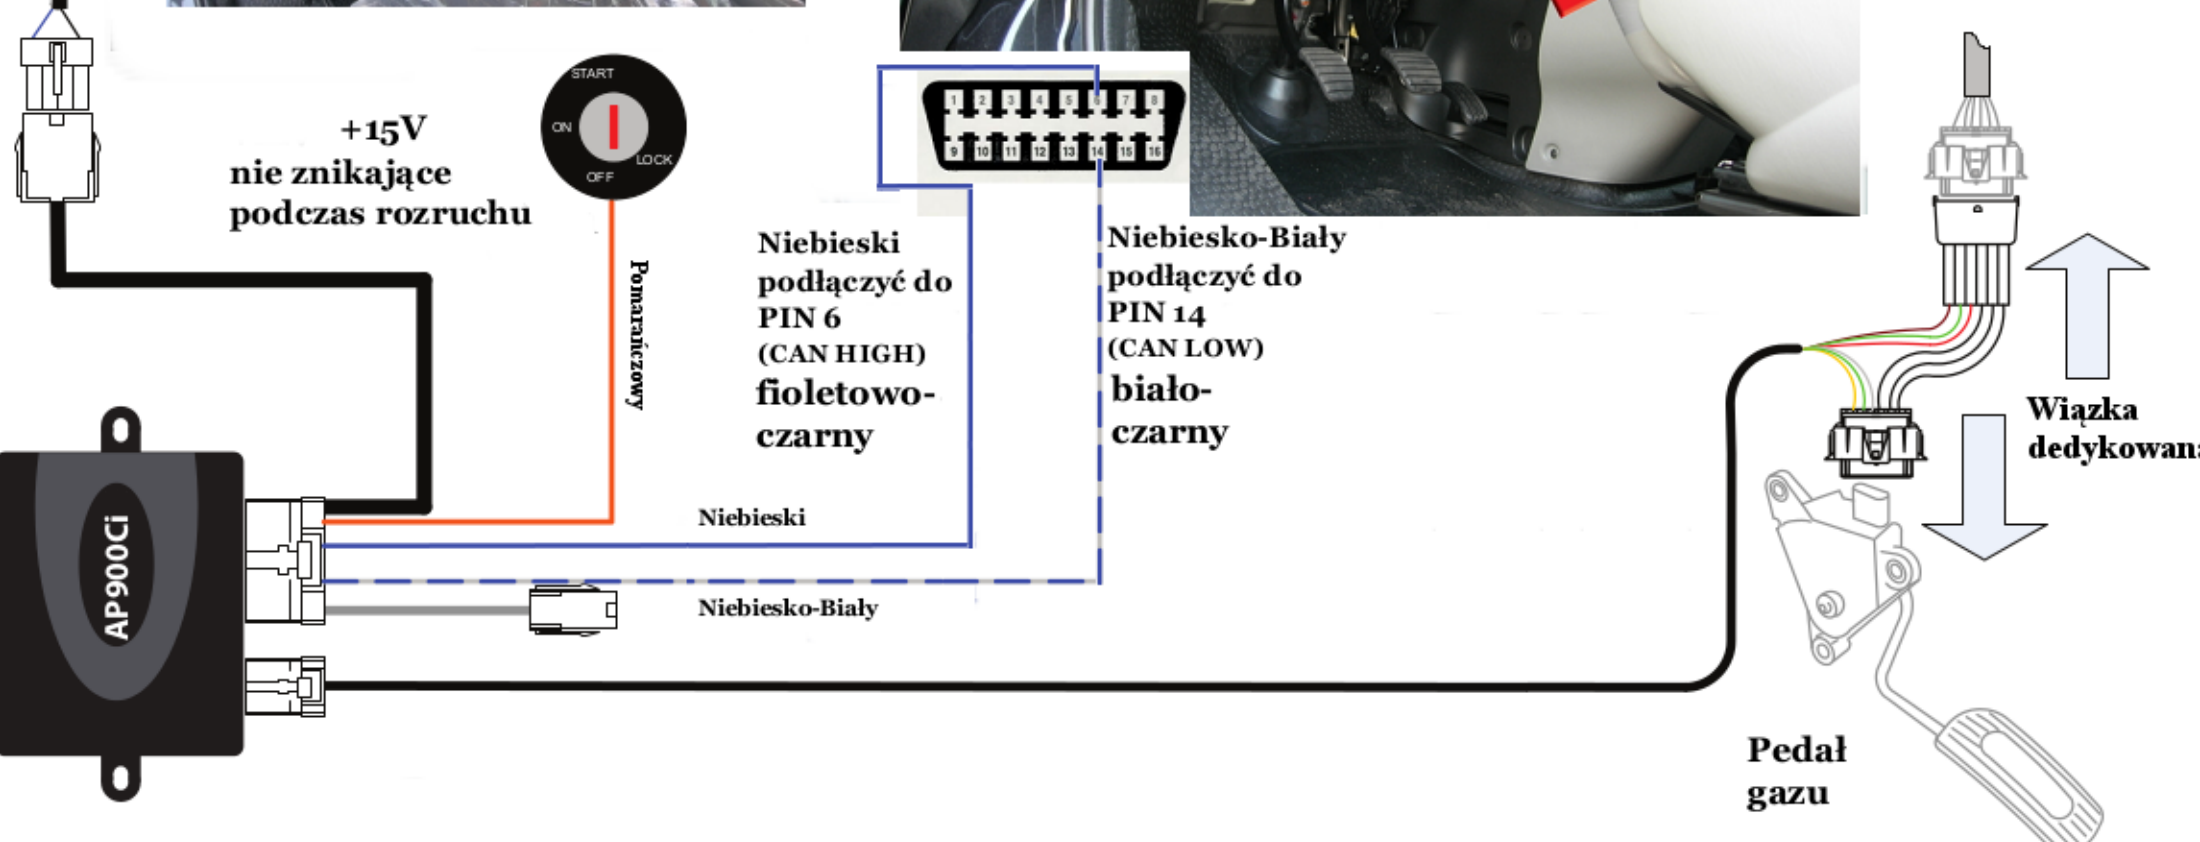 START
ON
LOCK
OFF
+15V
nie znikające
podczas rozruchu
Pomarańczowy
1 2 3 4 5 6 7 8
9 10 11 12 13 14 15 16
Niebieski
podłączyć do
PIN 6
(CAN HIGH)
fioletowo-
czarny
Niebiesko-Biały
podłączyć do
PIN 14
(CAN LOW)
biało-
czarny
Wiązka
dedykowana
AP900Ci
Niebieski
Niebiesko-Biały
Pedał
gazu